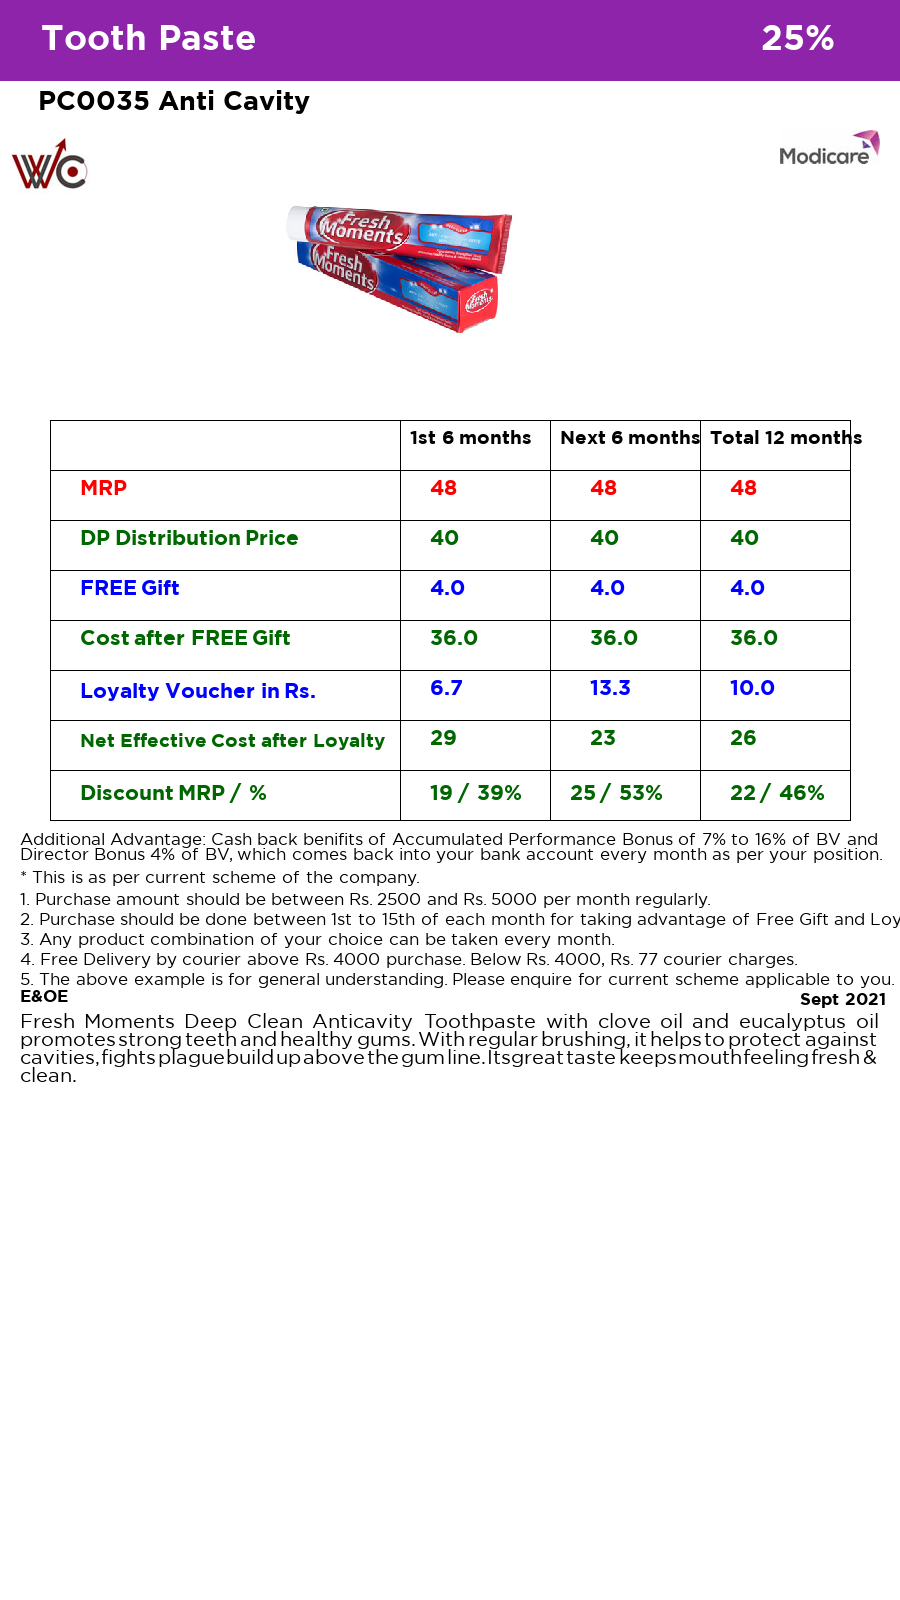 Tooth Paste 25%
PC0035 Anti Cavity
WC
Modicare
Fresh Moments
Fresh Moments
Fresh Moments
1st 6 months Next 6 months Total 12 months
MRP 48 48 48
DP Distribution Price 40 40 40
FREE Gift 4.0 4.0 4.0
Cost after FREE Gift 36.0 36.0 36.0
Loyalty Voucher in Rs. 6.7 13.3 10.0
Net Effective Cost after Loyalty 29 23 26
Discount MRP / % 19 / 39% 25 / 53% 22 / 46%
Additional Advantage: Cash back benifits of Accumulated Performance Bonus of 7% to 16% of BV and
Director Bonus 4% of BV, which comes back into your bank account every month as per your position.
* This is as per current scheme of the company.
1. Purchase amount should be between Rs. 2500 and Rs. 5000 per month regularly.
2. Purchase should be done between 1st to 15th of each month for taking advantage of Free Gift and Loy
3. Any product combination of your choice can be taken every month.
4. Free Delivery by courier above Rs. 4000 purchase. Below Rs. 4000, Rs. 77 courier charges.
5. The above example is for general understanding. Please enquire for current scheme applicable to you.
E&OE Sept 2021
Fresh Moments Deep Clean Anticavity Toothpaste with clove oil and eucalyptus oil
promotes strong teeth and healthy gums. With regular brushing, it helps to protect against
cavities, fights plague build up above the gum line. Its great taste keeps mouth feeling fresh &
clean.